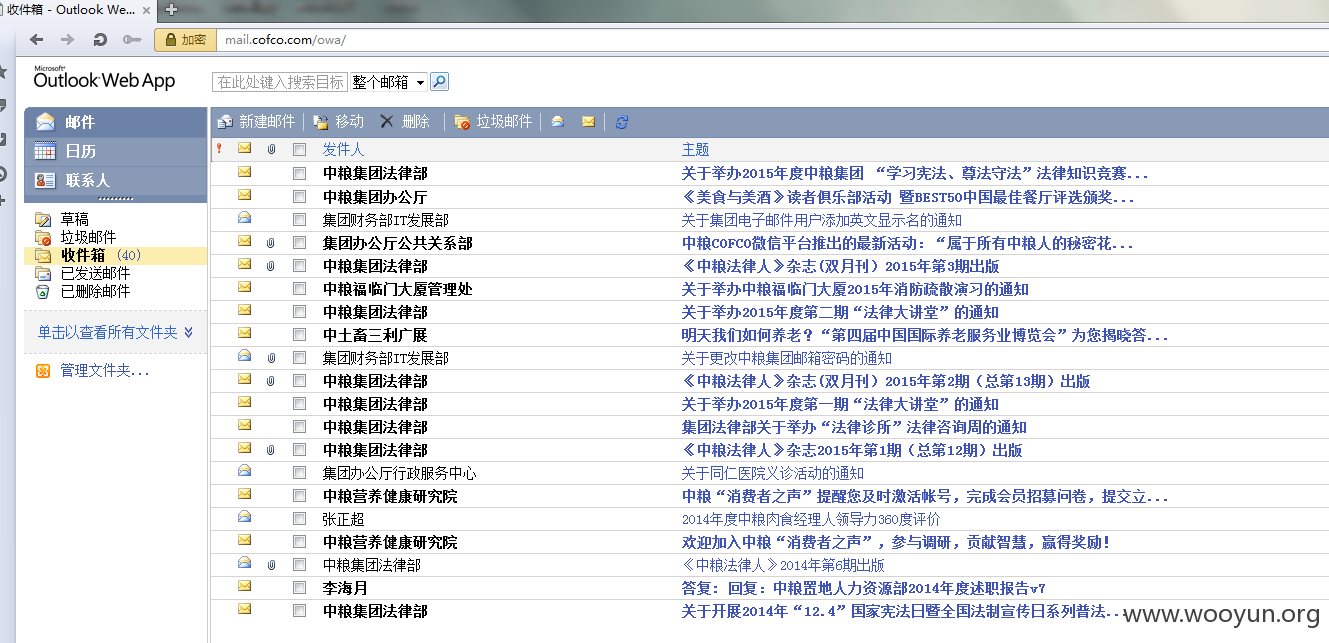 收件箱 - Outlook We...
加密 mail.cofco.com/owa/
Microsoft®
Outlook Web App
在此处键入搜索目标 整个邮箱
邮件
日历
联系人
草稿
垃圾邮件
收件箱 (40)
已发送邮件
已删除邮件
单击以查看所有文件夹
管理文件夹...
新建邮件 移动 删除 垃圾邮件
发件人 主题
中粮集团法律部 关于举办2015年度中粮集团 “学习宪法、尊法守法”法律知识竞赛...
中粮集团办公厅 《美食与美酒》读者俱乐部活动 暨BEST50中国最佳餐厅评选颁奖...
集团财务部IT发展部 关于集团电子邮件用户添加英文显示名的通知
集团办公厅公共关系部 中粮COFCO微信平台推出的最新活动：“属于所有中粮人的秘密花...
中粮集团法律部 《中粮法律人》杂志(双月刊）2015年第3期出版
中粮福临门大厦管理处 关于举办中粮福临门大厦2015年消防疏散演习的通知
中粮集团法律部 关于举办2015年度第二期“法律大讲堂”的通知
中土畜三利广展 明天我们如何养老？“第四届中国国际养老服务业博览会”为您揭晓答...
集团财务部IT发展部 关于更改中粮集团邮箱密码的通知
中粮集团法律部 《中粮法律人》杂志(双月刊）2015年第2期（总第13期）出版
中粮集团法律部 关于举办2015年度第一期“法律大讲堂”的通知
中粮集团法律部 集团法律部关于举办“法律诊所”法律咨询周的通知
中粮集团法律部 《中粮法律人》杂志2015年第1期（总第12期）出版
集团办公厅行政服务中心 关于同仁医院义诊活动的通知
中粮营养健康研究院 中粮“消费者之声”提醒您及时激活帐号，完成会员招募问卷，提交立...
张正超 2014年度中粮肉食经理人领导力360度评价
中粮营养健康研究院 欢迎加入中粮“消费者之声”，参与调研，贡献智慧，赢得奖励！
中粮集团法律部 《中粮法律人》2014年第6期出版
李海月 答复: 回复: 中粮置地人力资源部2014年度述职报告v7
中粮集团法律部 关于开展2014年“12.4”国家宪法日暨全国法制宣传日系列普法...
www.wooyun.org